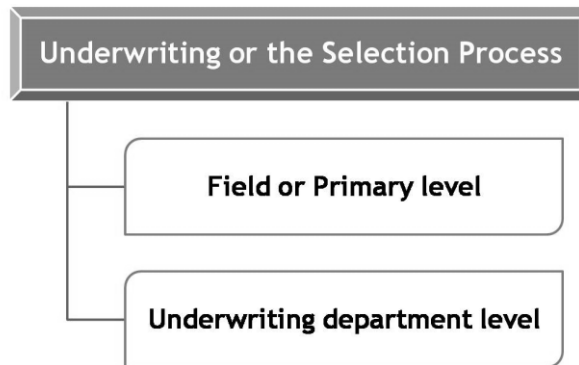 Underwriting or the Selection Process
Field or Primary level
Underwriting department level